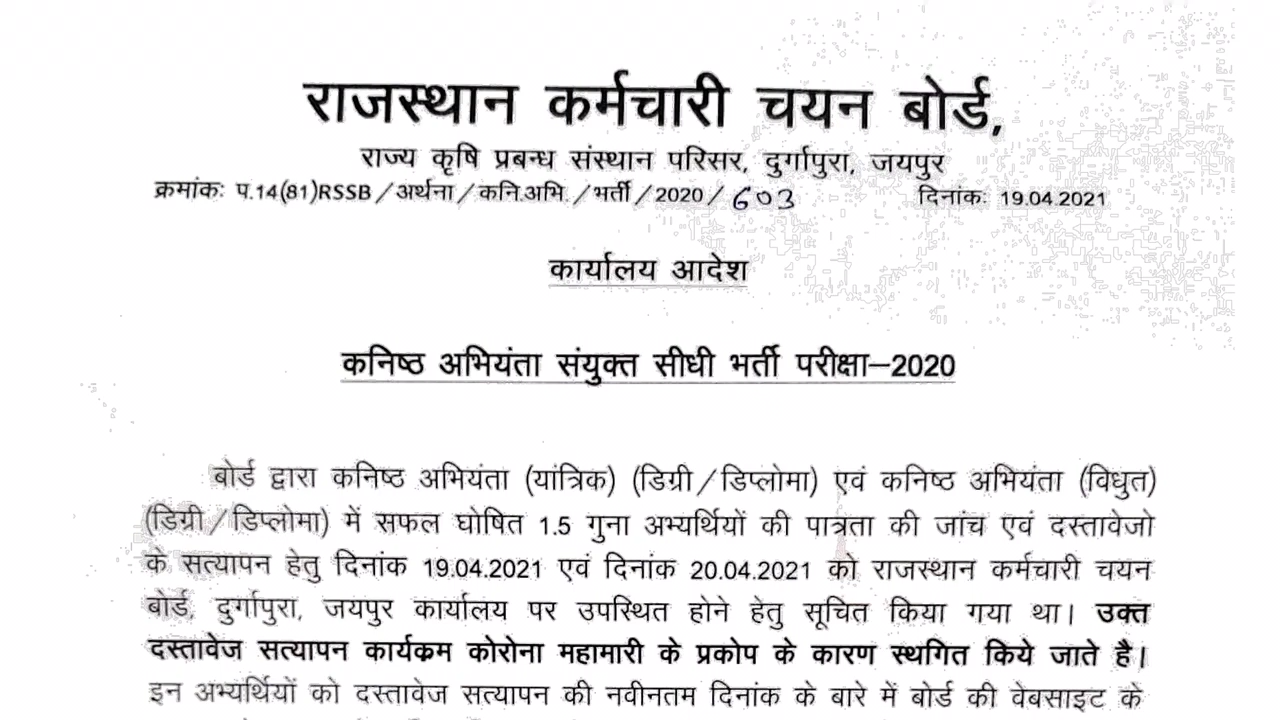 राजस्थान कर्मचारी चयन बोर्ड,
राज्य कृषि प्रबन्ध संस्थान परिसर, दुर्गापुरा, जयपुर
क्रमांकः प.14(81)RSSB/अर्थना/कनि.अभि./भर्ती/2020/603 दिनांकः 19.04.2021
कार्यालय आदेश
कनिष्ठ अभियंता संयुक्त सीधी भर्ती परीक्षा—2020
बोर्ड द्वारा कनिष्ठ अभियंता (यांत्रिक) (डिग्री/डिप्लोमा) एवं कनिष्ठ अभियंता (विधुत)
(डिग्री/डिप्लोमा) में सफल घोषित 1.5 गुना अभ्यर्थियों की पात्रता की जांच एवं दस्तावेजो
के सत्यापन हेतु दिनांक 19.04.2021 एवं दिनांक 20.04.2021 को राजस्थान कर्मचारी चयन
बोर्ड, दुर्गापुरा, जयपुर कार्यालय पर उपस्थित होने हेतु सूचित किया गया था। उक्त
दस्तावेज सत्यापन कार्यक्रम कोरोना महामारी के प्रकोप के कारण स्थगित किये जाते है।
इन अभ्यर्थियों को दस्तावेज सत्यापन की नवीनतम दिनांक के बारे में बोर्ड की वेबसाइट के